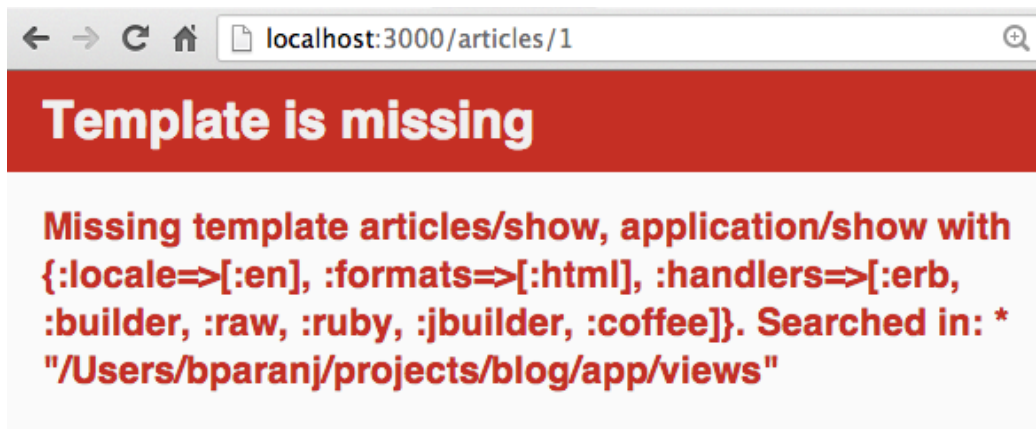 localhost:3000/articles/1
Template is missing
Missing template articles/show, application/show with
{:locale=>[:en], :formats=>[:html], :handlers=>[:erb,
:builder, :raw, :ruby, :jbuilder, :coffee]}. Searched in: *
"/Users/bparanj/projects/blog/app/views"